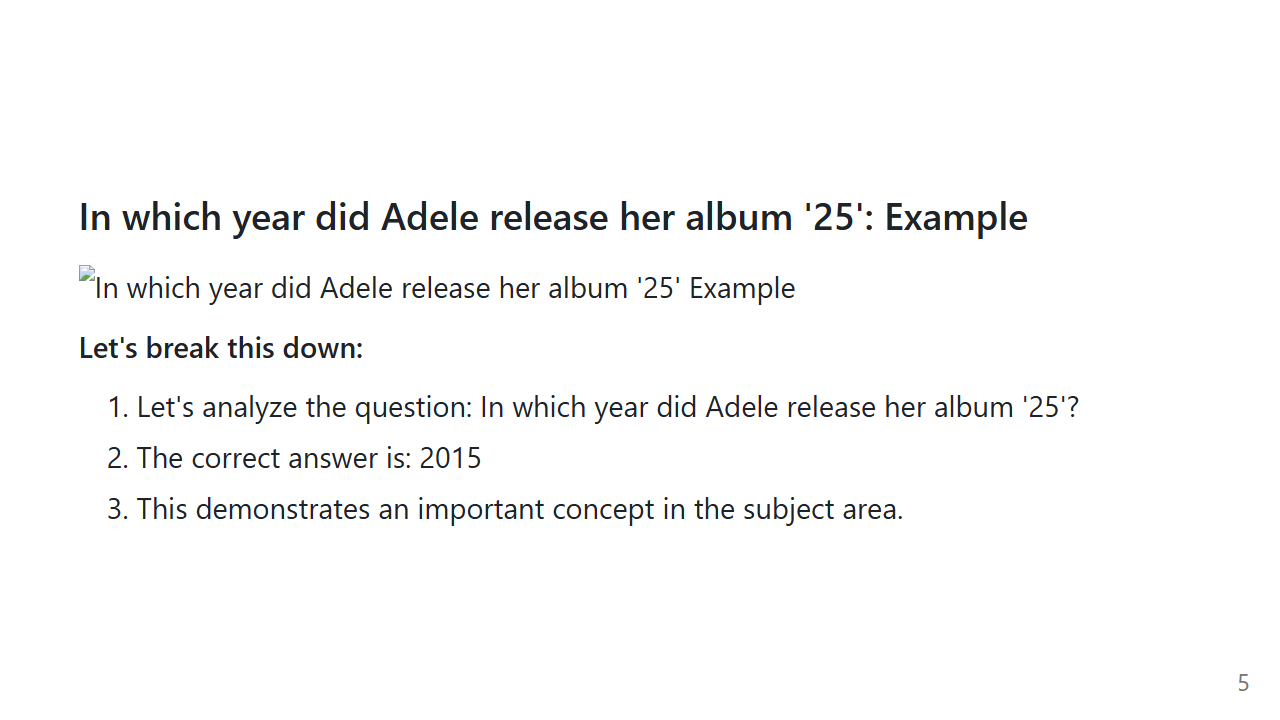 In which year did Adele release her album '25': Example
In which year did Adele release her album '25' Example
Let's break this down:
1. Let's analyze the question: In which year did Adele release her album '25'?
2. The correct answer is: 2015
3. This demonstrates an important concept in the subject area.
5